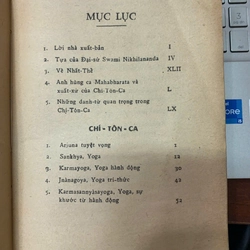 MỤC LỤC
1. Lời nhà xuất-bản I
2. Tựa của Đại-sư Swami Nikhilananda IV
3. Về Nhất-Thể XLII
4. Anh hùng ca Mahabharata và
xuất-xứ của Chí-Tôn-Ca L
5. Những danh-từ quan trọng trong
Chí-Tôn-Ca LX
CHÍ-TÔN-CA
1. Arjuna tuyệt vọng 1
2. Sankhya, Yoga 12
3. Karmayoga, Yoga hành động 30
4. Jnânagoya, Yoga tri-thức 42
5. Karmasannyâsayoga, Yoga, sự
khước từ hành động 52